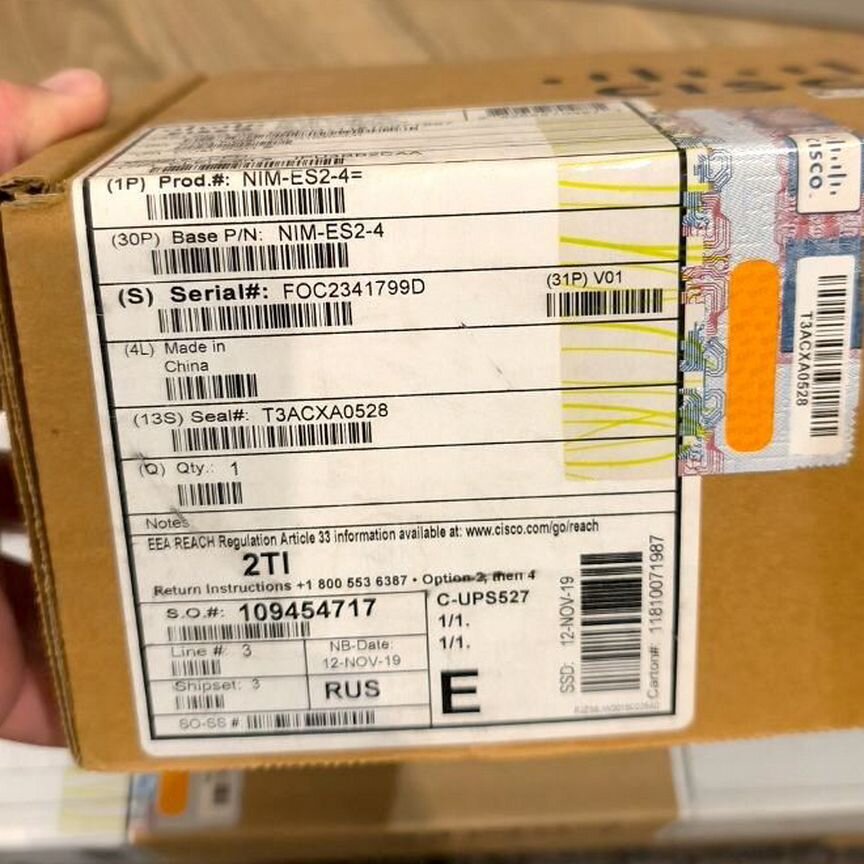 CISCO
(1P) Prod.#: NIM-ES2-4=
(30P) Base P/N: NIM-ES2-4
(S) Serial#: FOC2341799D
(31P) V01
(4L) Made in
China
(13S) Seal#: T3ACXA0528
(Q) Qty.: 1
Notes
EEA REACH Regulation Article 33 information available at: www.cisco.com/go/reach
2TI
Return Instructions +1 800 553 6387 • Option 2, then 4
S.O.#: 109454717
Line #: 3
NB-Date:
12-NOV-19
Shipset: 3
RUS
SO-SS #
C-UPS527
1/1.
1/1.
E
SSD: 12-NOV-19
Carton#: 11810071987
CISCO
T3ACXA0528